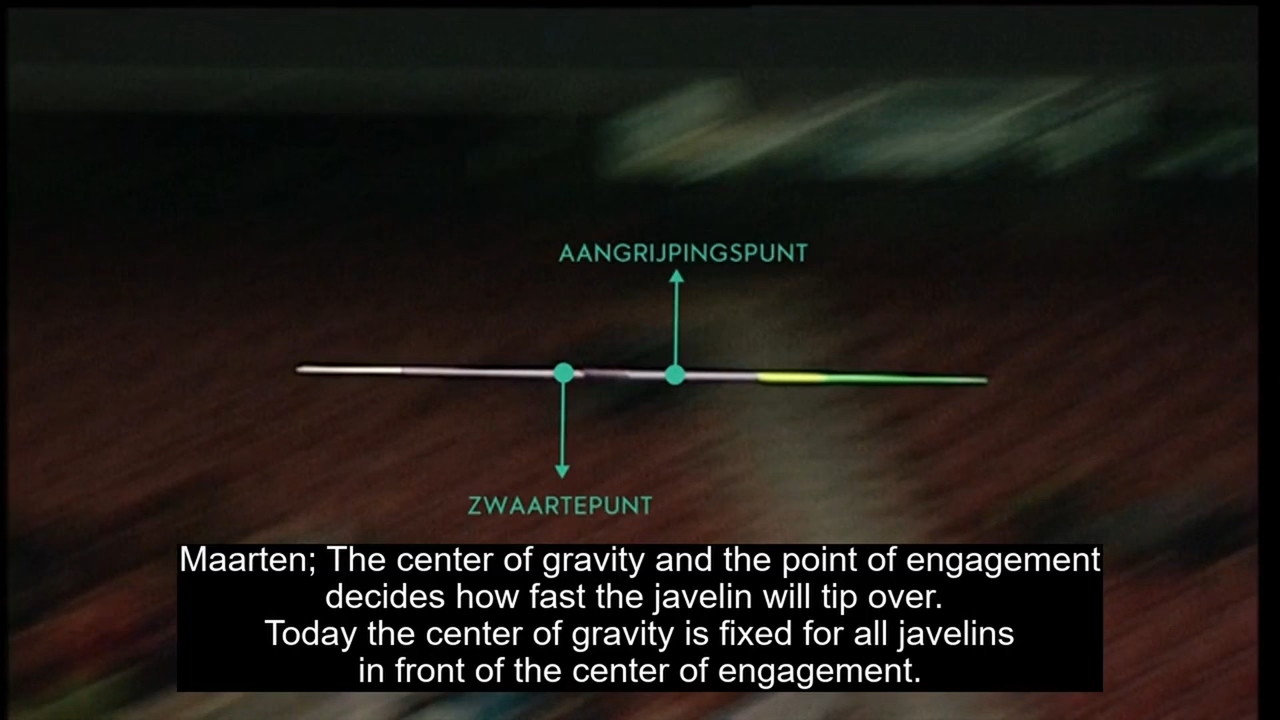 AANGRIJPINGSPUNT
ZWAARTEPUNT
Maarten; The center of gravity and the point of engagement
decides how fast the javelin will tip over.
Today the center of gravity is fixed for all javelins
in front of the center of engagement.